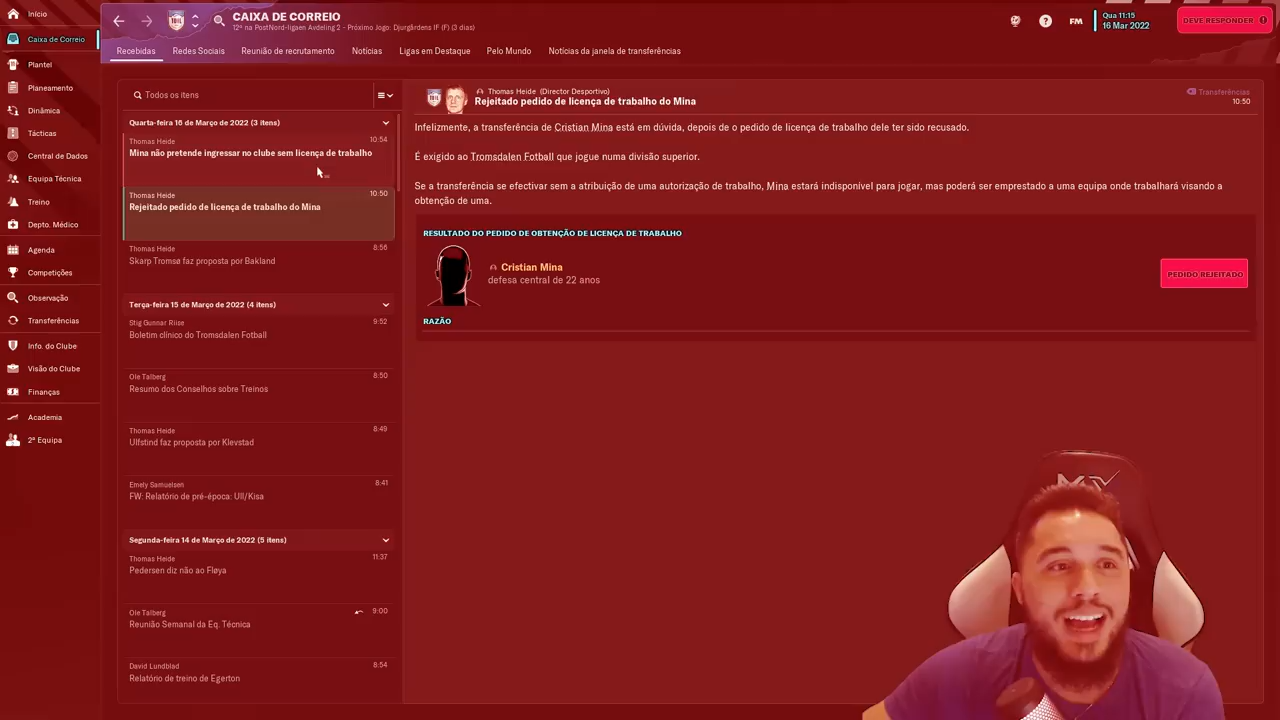 CAIXA DE CORREIO
12º na PostNord-ligaen Avdeling 2 - Próximo Jogo: Djurgårdens IF (F) (3 dias)
FM
Qua 11:15
16 Mar 2022
DEVE RESPONDER
Recebidas
Redes Sociais
Reunião de recrutamento
Notícias
Ligas em Destaque
Pelo Mundo
Notícias da janela de transferências
Início
Caixa de Correio
Plantel
Planeamento
Dinâmica
Tácticas
Central de Dados
Equipa Técnica
Treino
Depto. Médico
Agenda
Competições
Observação
Transferências
Info. do Clube
Visão do Clube
Finanças
Academia
2ª Equipa
Todos os itens
Quarta-feira 16 de Março de 2022 (3 itens)
Thomas Heide 10:54
Mina não pretende ingressar no clube sem licença de trabalho
Thomas Heide 10:50
Rejeitado pedido de licença de trabalho do Mina
Thomas Heide 8:56
Skarp Tromsø faz proposta por Bakland
Terça-feira 15 de Março de 2022 (4 itens)
Stig Gunnar Riise 9:52
Boletim clínico do Tromsdalen Fotball
Ole Talberg 8:50
Resumo dos Conselhos sobre Treinos
Thomas Heide 8:49
Ulfstind faz proposta por Klevstad
Emely Samuelsen 8:41
FW: Relatório de pré-época: Ull/Kisa
Segunda-feira 14 de Março de 2022 (5 itens)
Thomas Heide 11:37
Pedersen diz não ao Fløya
Ole Talberg 9:00
Reunião Semanal da Eq. Técnica
David Lundblad 8:54
Relatório de treino de Egerton
Thomas Heide (Director Desportivo)
Rejeitado pedido de licença de trabalho do Mina
Transferências
10:50
Infelizmente, a transferência de Cristian Mina está em dúvida, depois de o pedido de licença de trabalho dele ter sido recusado.
É exigido ao Tromsdalen Fotball que jogue numa divisão superior.
Se a transferência se efectivar sem a atribuição de uma autorização de trabalho, Mina estará indisponível para jogar, mas poderá ser emprestado a uma equipa onde trabalhará visando a
obtenção de uma.
RESULTADO DO PEDIDO DE OBTENÇÃO DE LICENÇA DE TRABALHO
Cristian Mina
defesa central de 22 anos
PEDIDO REJEITADO
RAZÃO